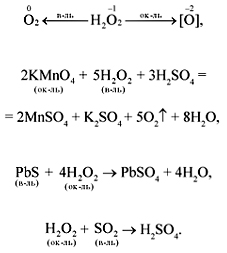 0 −1 −2
O₂ ←в-ль— H₂O₂ —ок-ль→ [O],
2KMnO₄ + 5H₂O₂ + 3H₂SO₄ =
(ок-ль) (в-ль)
= 2MnSO₄ + K₂SO₄ + 5O₂↑ + 8H₂O,
PbS + 4H₂O₂ → PbSO₄ + 4H₂O,
(в-ль) (ок-ль)
H₂O₂ + SO₂ → H₂SO₄.
(ок-ль) (в-ль)